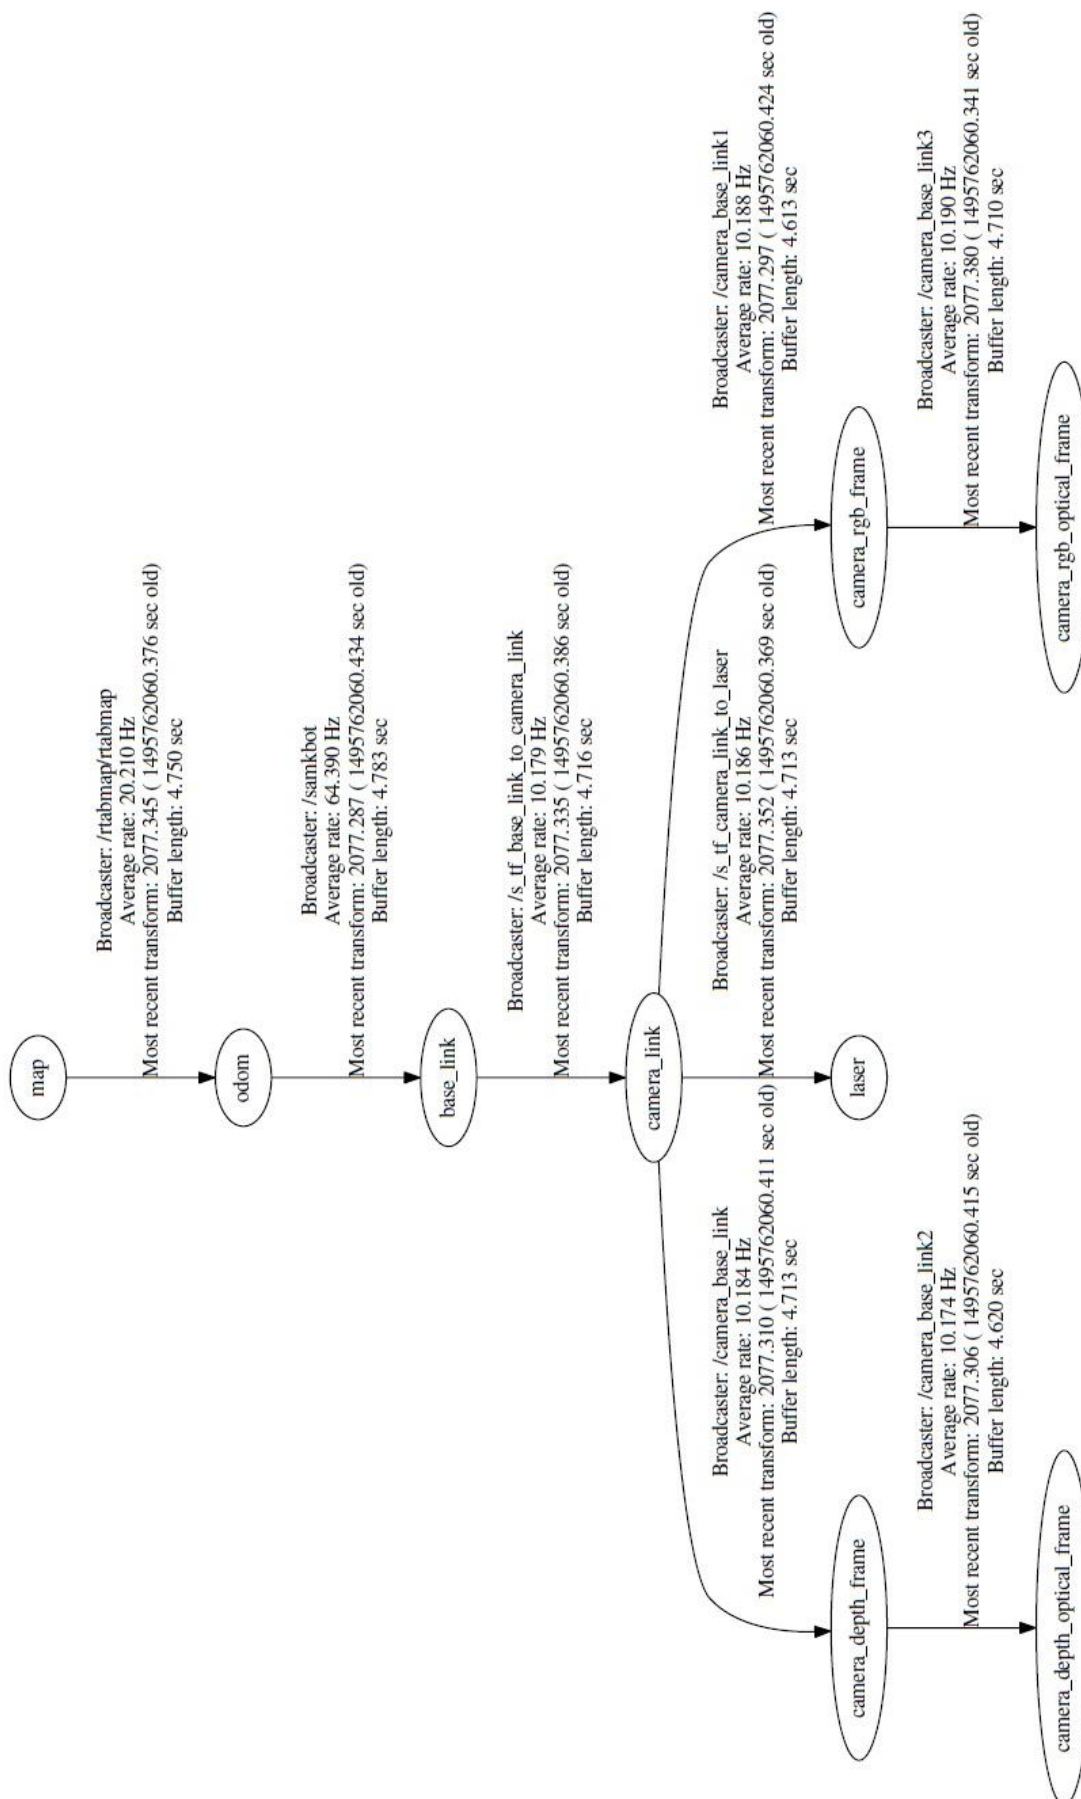 map
Broadcaster: /rtabmap/rtabmap
Average rate: 20.210 Hz
Most recent transform: 2077.345 ( 1495762060.376 sec old)
Buffer length: 4.750 sec
odom
Broadcaster: /samkbot
Average rate: 64.390 Hz
Most recent transform: 2077.287 ( 1495762060.434 sec old)
Buffer length: 4.783 sec
base_link
Broadcaster: /s_tf_base_link_to_camera_link
Average rate: 10.179 Hz
Most recent transform: 2077.335 ( 1495762060.386 sec old)
Buffer length: 4.716 sec
camera_link
Broadcaster: /camera_base_link
Average rate: 10.184 Hz
Most recent transform: 2077.310 ( 1495762060.411 sec old)
Buffer length: 4.713 sec
Broadcaster: /s_tf_camera_link_to_laser
Average rate: 10.186 Hz
Most recent transform: 2077.352 ( 1495762060.369 sec old)
Buffer length: 4.713 sec
Broadcaster: /camera_base_link1
Average rate: 10.188 Hz
Most recent transform: 2077.297 ( 1495762060.424 sec old)
Buffer length: 4.613 sec
camera_depth_frame
laser
camera_rgb_frame
Broadcaster: /camera_base_link2
Average rate: 10.174 Hz
Most recent transform: 2077.306 ( 1495762060.415 sec old)
Buffer length: 4.620 sec
Broadcaster: /camera_base_link3
Average rate: 10.190 Hz
Most recent transform: 2077.380 ( 1495762060.341 sec old)
Buffer length: 4.710 sec
camera_depth_optical_frame
camera_rgb_optical_frame